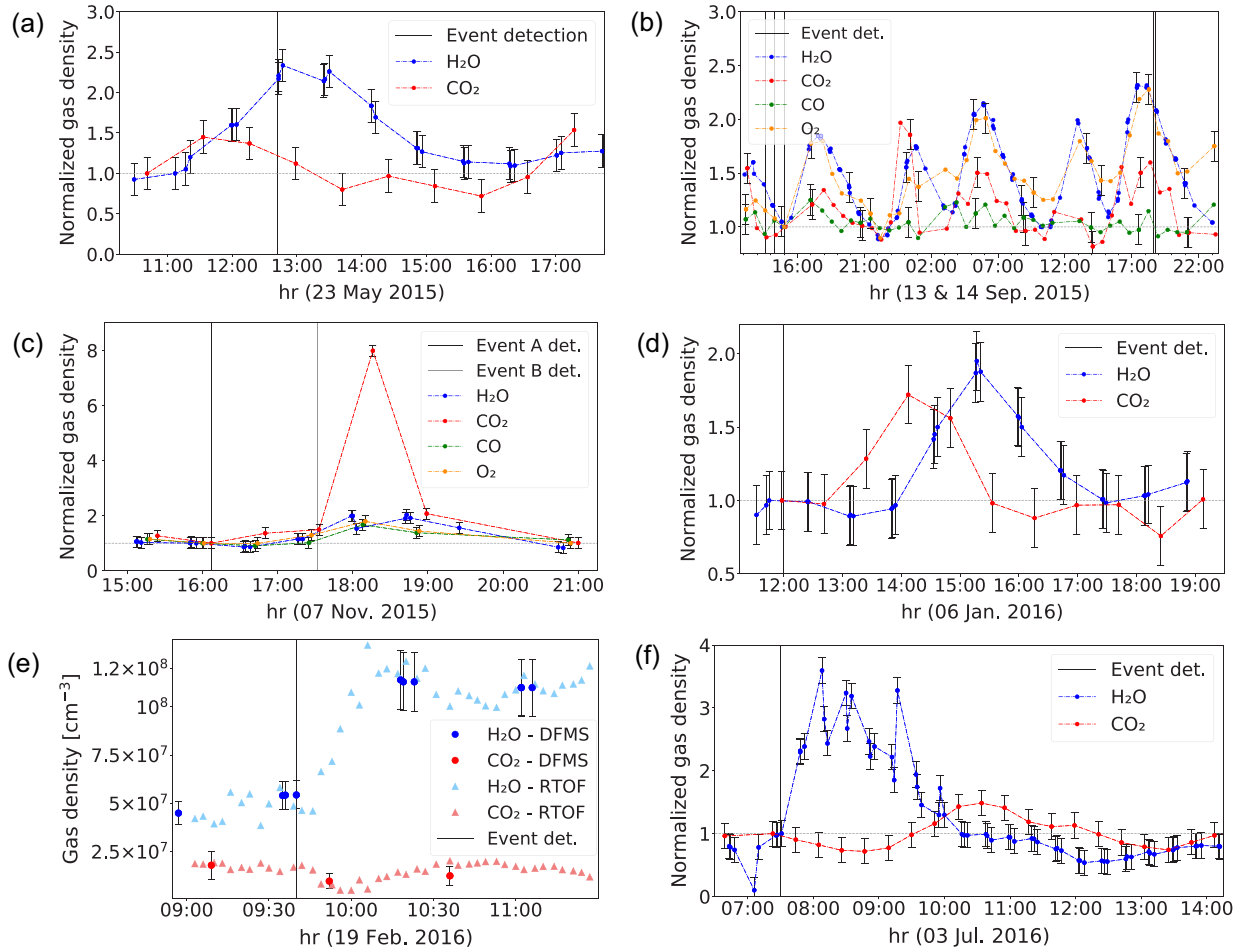 (a)
3.0
2.5
2.0
1.5
1.0
0.5
0.0
Normalized gas density
Event detection
H₂O
CO₂
11:00 12:00 13:00 14:00 15:00 16:00 17:00
hr (23 May 2015)
(b)
3.0
2.5
2.0
1.5
1.0
Normalized gas density
Event det.
H₂O
CO₂
CO
O₂
16:00 21:00 02:00 07:00 12:00 17:00 22:00
hr (13 & 14 Sep. 2015)
(c)
8
6
4
2
0
Normalized gas density
Event A det.
Event B det.
H₂O
CO₂
CO
O₂
15:00 16:00 17:00 18:00 19:00 20:00 21:00
hr (07 Nov. 2015)
(d)
2.0
1.5
1.0
0.5
Normalized gas density
Event det.
H₂O
CO₂
12:00 13:00 14:00 15:00 16:00 17:00 18:00 19:00
hr (06 Jan. 2016)
(e)
1.2×10⁸
10⁸
7.5×10⁷
5×10⁷
2.5×10⁷
Gas density [cm⁻³]
H₂O - DFMS
CO₂ - DFMS
H₂O - RTOF
CO₂ - RTOF
Event det.
09:00 09:30 10:00 10:30 11:00
hr (19 Feb. 2016)
(f)
4
3
2
1
0
Normalized gas density
Event det.
H₂O
CO₂
07:00 08:00 09:00 10:00 11:00 12:00 13:00 14:00
hr (03 Jul. 2016)